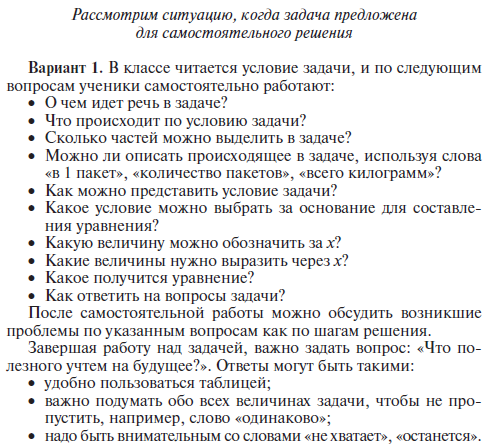 Рассмотрим ситуацию, когда задача предложена
для самостоятельного решения
Вариант 1. В классе читается условие задачи, и по следующим
вопросам ученики самостоятельно работают:
• О чем идет речь в задаче?
• Что происходит по условию задачи?
• Сколько частей можно выделить в задаче?
• Можно ли описать происходящее в задаче, используя слова
«в 1 пакет», «количество пакетов», «всего килограмм»?
• Как можно представить условие задачи?
• Какое условие можно выбрать за основание для составле-
ния уравнения?
• Какую величину можно обозначить за x?
• Какие величины нужно выразить через x?
• Какое получится уравнение?
• Как ответить на вопросы задачи?
После самостоятельной работы можно обсудить возникшие
проблемы по указанным вопросам как по шагам решения.
Завершая работу над задачей, важно задать вопрос: «Что по-
лезного учтем на будущее?». Ответы могут быть такими:
• удобно пользоваться таблицей;
• важно подумать обо всех величинах задачи, чтобы не про-
пустить, например, слово «одинаково»;
• надо быть внимательным со словами «не хватает», «останется».